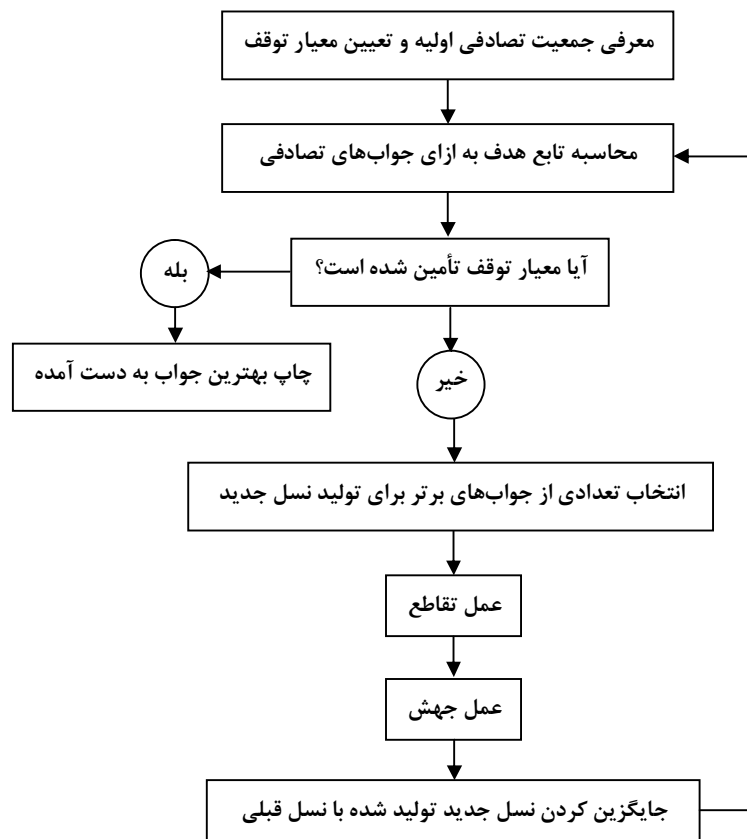 معرفی جمعیت تصادفی اولیه و تعیین معیار توقف
محاسبه تابع هدف به ازای جواب‌های تصادفی
آیا معیار توقف تأمین شده است؟
بله
چاپ بهترین جواب به دست آمده
خیر
انتخاب تعدادی از جواب‌های برتر برای تولید نسل جدید
عمل تقاطع
عمل جهش
جایگزین کردن نسل جدید تولید شده با نسل قبلی